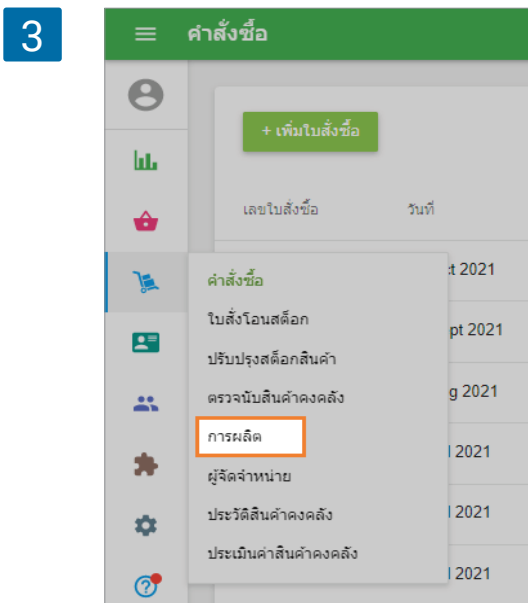 3
คำสั่งซื้อ
+ เพิ่มใบสั่งซื้อ
เลขใบสั่งซื้อ วันที่
ct 2021
คำสั่งซื้อ
ใบสั่งโอนสต็อก
pt 2021
ปรับปรุงสต็อกสินค้า
ตรวจนับสินค้าคงคลัง
g 2021
การผลิต
l 2021
ผู้จัดจำหน่าย
ประวัติสินค้าคงคลัง
l 2021
ประเมินค่าสินค้าคงคลัง
l 2021